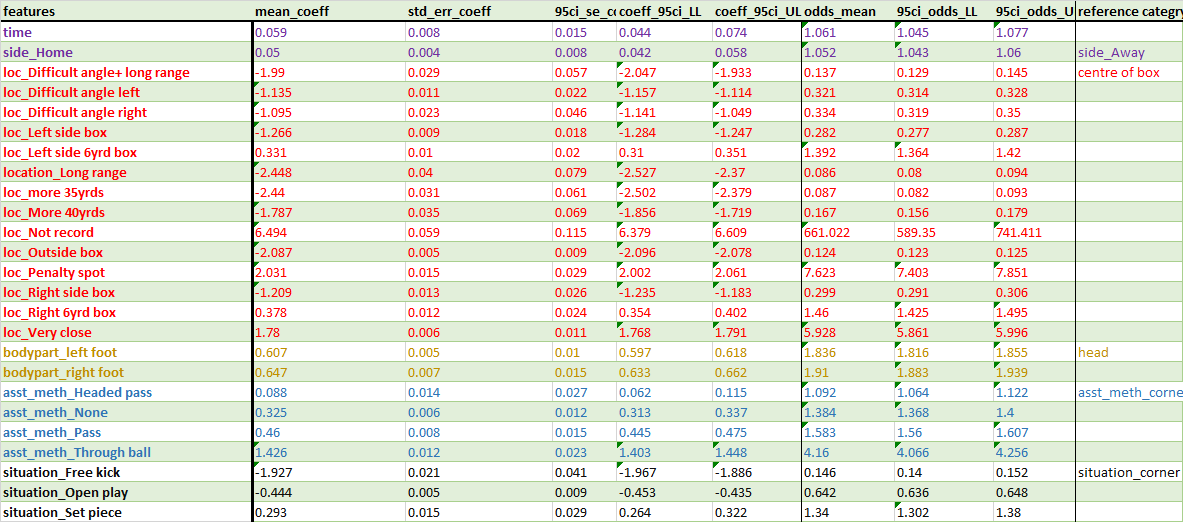 features mean_coeff std_err_coeff 95ci_se_c coeff_95ci_LL coeff_95ci_UL odds_mean 95ci_odds_LL 95ci_odds_U reference categry
time 0.059 0.008 0.015 0.044 0.074 1.061 1.045 1.077
side_Home 0.05 0.004 0.008 0.042 0.058 1.052 1.043 1.06 side_Away
loc_Difficult angle+ long range -1.99 0.029 0.057 -2.047 -1.933 0.137 0.129 0.145 centre of box
loc_Difficult angle left -1.135 0.011 0.022 -1.157 -1.114 0.321 0.314 0.328
loc_Difficult angle right -1.095 0.023 0.046 -1.141 -1.049 0.334 0.319 0.35
loc_Left side box -1.266 0.009 0.018 -1.284 -1.247 0.282 0.277 0.287
loc_Left side 6yrd box 0.331 0.01 0.02 0.31 0.351 1.392 1.364 1.42
location_Long range -2.448 0.04 0.079 -2.527 -2.37 0.086 0.08 0.094
loc_more 35yrds -2.44 0.031 0.061 -2.502 -2.379 0.087 0.082 0.093
loc_More 40yrds -1.787 0.035 0.069 -1.856 -1.719 0.167 0.156 0.179
loc_Not record 6.494 0.059 0.115 6.379 6.609 661.022 589.35 741.411
loc_Outside box -2.087 0.005 0.009 -2.096 -2.078 0.124 0.123 0.125
loc_Penalty spot 2.031 0.015 0.029 2.002 2.061 7.623 7.403 7.851
loc_Right side box -1.209 0.013 0.026 -1.235 -1.183 0.299 0.291 0.306
loc_Right 6yrd box 0.378 0.012 0.024 0.354 0.402 1.46 1.425 1.495
loc_Very close 1.78 0.006 0.011 1.768 1.791 5.928 5.861 5.996
bodypart_left foot 0.607 0.005 0.01 0.597 0.618 1.836 1.816 1.855 head
bodypart_right foot 0.647 0.007 0.015 0.633 0.662 1.91 1.883 1.939
asst_meth_Headed pass 0.088 0.014 0.027 0.062 0.115 1.092 1.064 1.122 asst_meth_corne
asst_meth_None 0.325 0.006 0.012 0.313 0.337 1.384 1.368 1.4
asst_meth_Pass 0.46 0.008 0.015 0.445 0.475 1.583 1.56 1.607
asst_meth_Through ball 1.426 0.012 0.023 1.403 1.448 4.16 4.066 4.256
situation_Free kick -1.927 0.021 0.041 -1.967 -1.886 0.146 0.14 0.152 situation_corner
situation_Open play -0.444 0.005 0.009 -0.453 -0.435 0.642 0.636 0.648
situation_Set piece 0.293 0.015 0.029 0.264 0.322 1.34 1.302 1.38